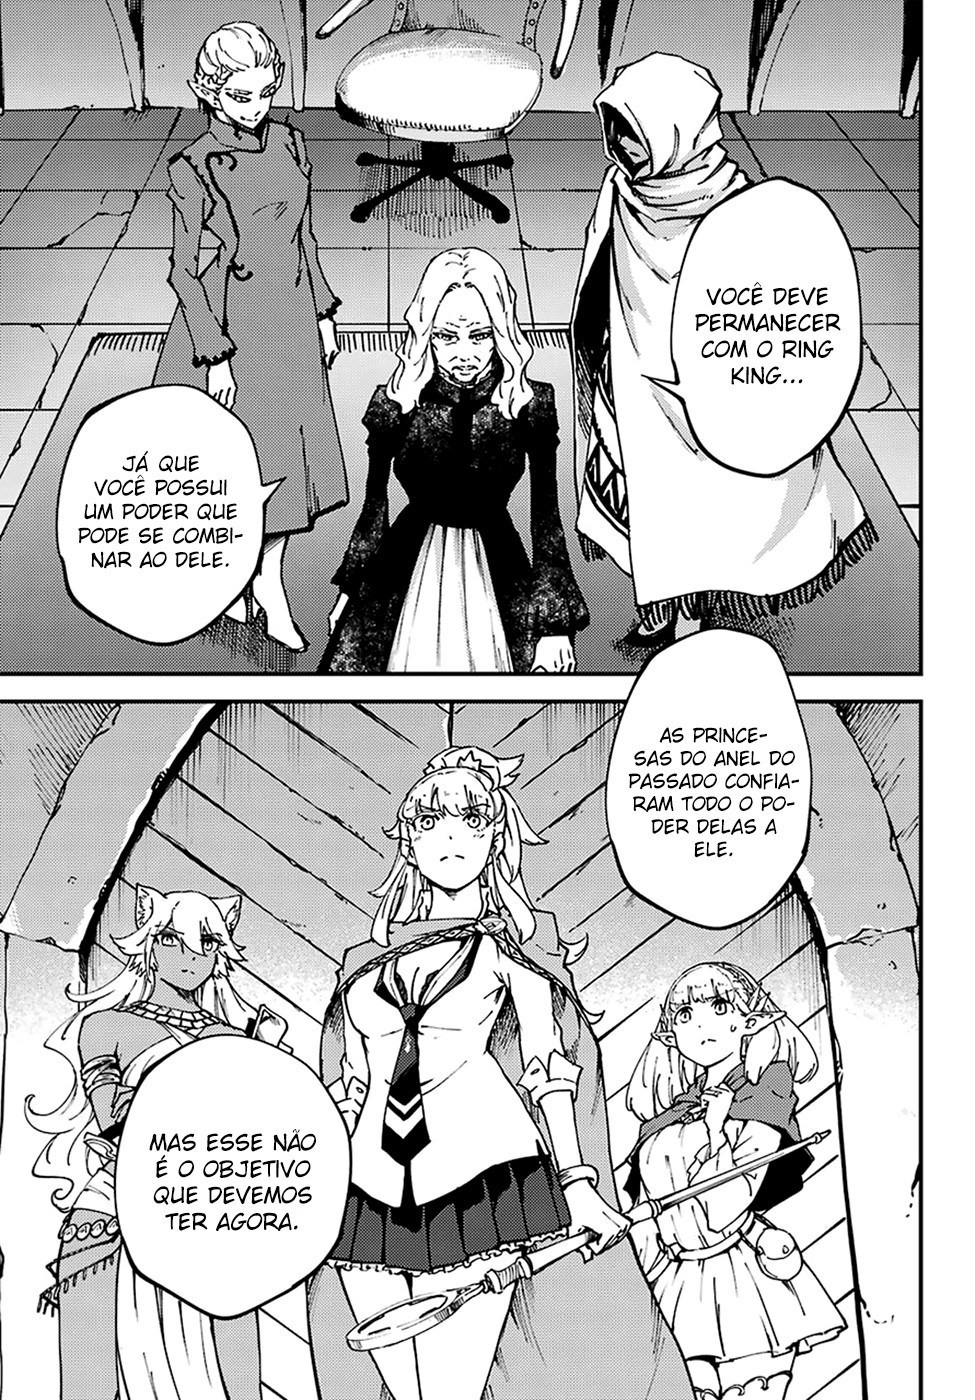 VOCÊ DEVE
PERMANECER
COM O RING
KING...
JÁ QUE
VOCÊ POSSUI
UM PODER QUE
PODE SE COMBI-
NAR AO DELE.
AS PRINCE-
SAS DO ANEL DO
PASSADO CONFIA-
RAM TODO O PO-
DER DELAS A
ELE.
MAS ESSE NÃO
É O OBJETIVO
QUE DEVEMOS
TER AGORA.